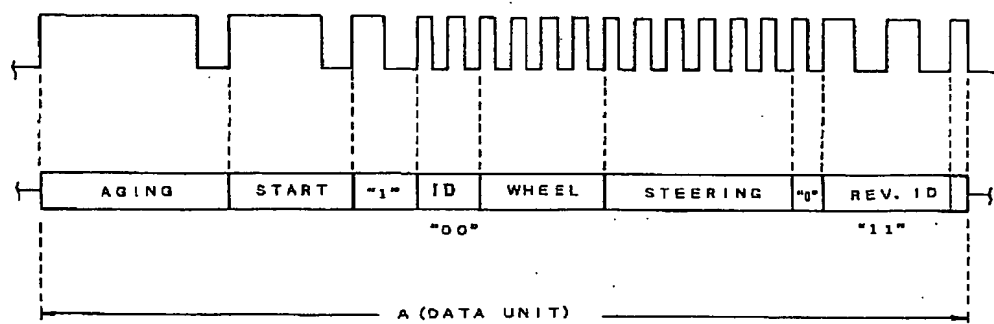 AGING START "1" ID WHEEL STEERING "0" REV. ID
"00" "11"
A (DATA UNIT)